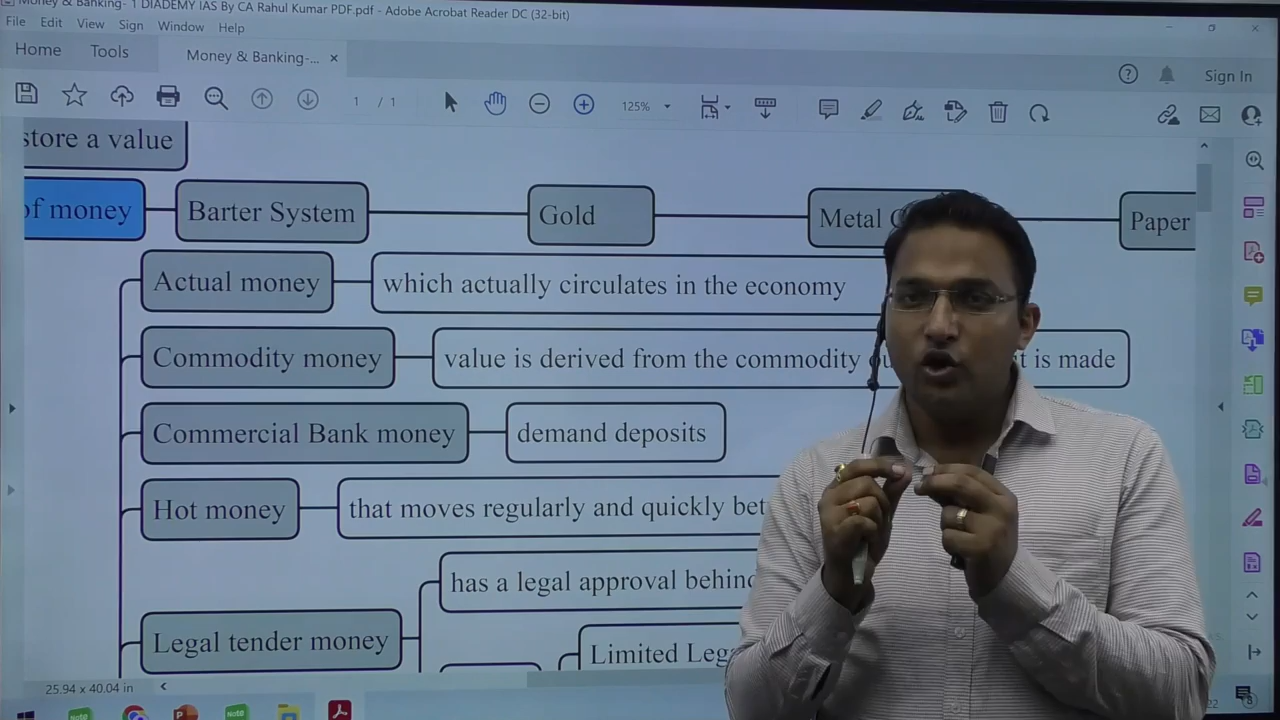 Money & Banking- 1 DIADEMY IAS By CA Rahul Kumar PDF.pdf - Adobe Acrobat Reader DC (32-bit)
File Edit View Sign Window Help
Home Tools Money & Banking-... ×
Sign In
1 / 1 125%
store a value
of money Barter System Gold Metal Paper
Actual money which actually circulates in the economy
Commodity money value is derived from the commodity it is made
Commercial Bank money demand deposits
Hot money that moves regularly and quickly bet
has a legal approval behind
Legal tender money
Limited Leg
25.94 x 40.04 in